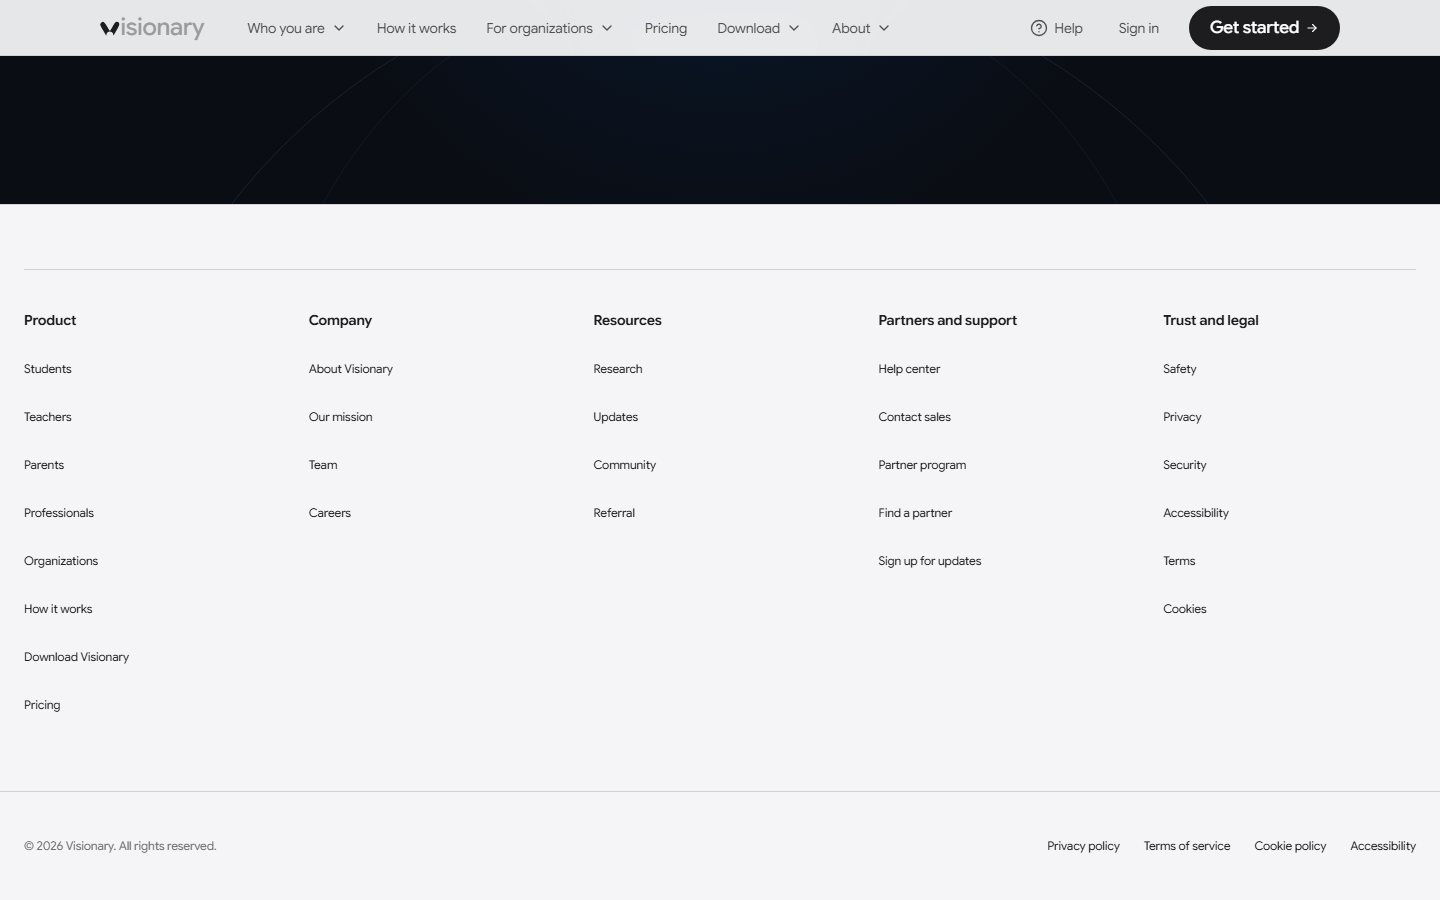 visionary
Who you are
How it works
For organizations
Pricing
Download
About
Help
Sign in
Get started →
Product
Students
Teachers
Parents
Professionals
Organizations
How it works
Download Visionary
Pricing
Company
About Visionary
Our mission
Team
Careers
Resources
Research
Updates
Community
Referral
Partners and support
Help center
Contact sales
Partner program
Find a partner
Sign up for updates
Trust and legal
Safety
Privacy
Security
Accessibility
Terms
Cookies
© 2026 Visionary. All rights reserved.
Privacy policy
Terms of service
Cookie policy
Accessibility